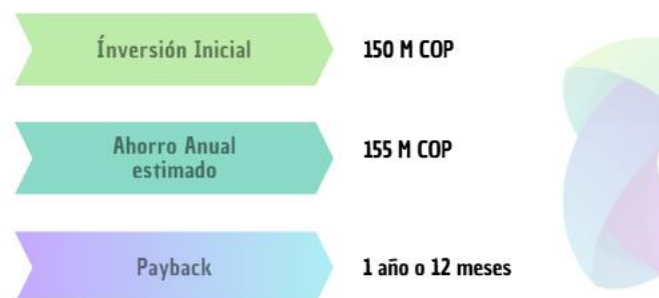 Ínversión Inicial
150 M COP
Ahorro Anual
estimado
155 M COP
Payback
1 año o 12 meses